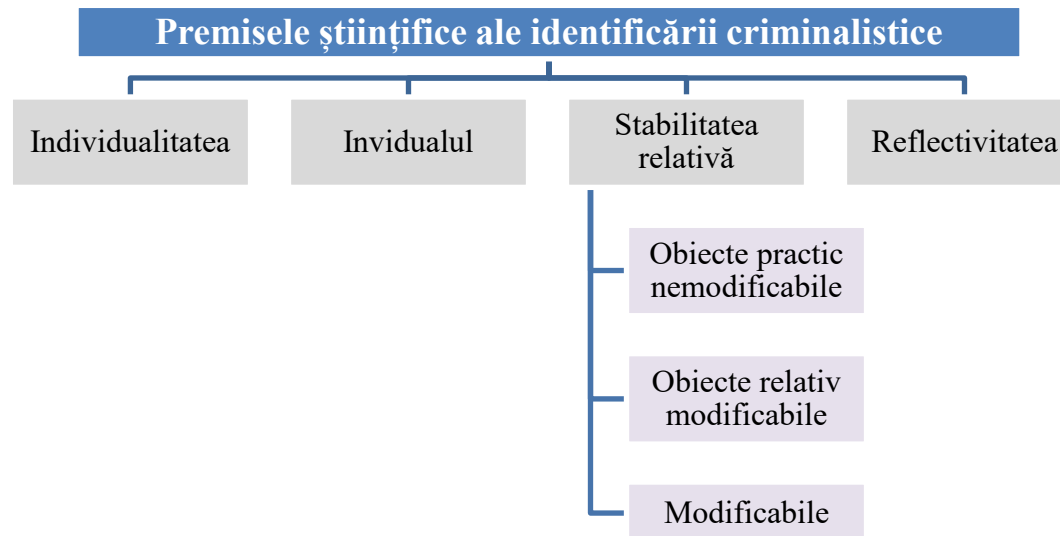 Premisele științifice ale identificării criminalistice
Individualitatea
Invidualul
Stabilitatea
relativă
Reflectivitatea
Obiecte practic
nemodificabile
Obiecte relativ
modificabile
Modificabile